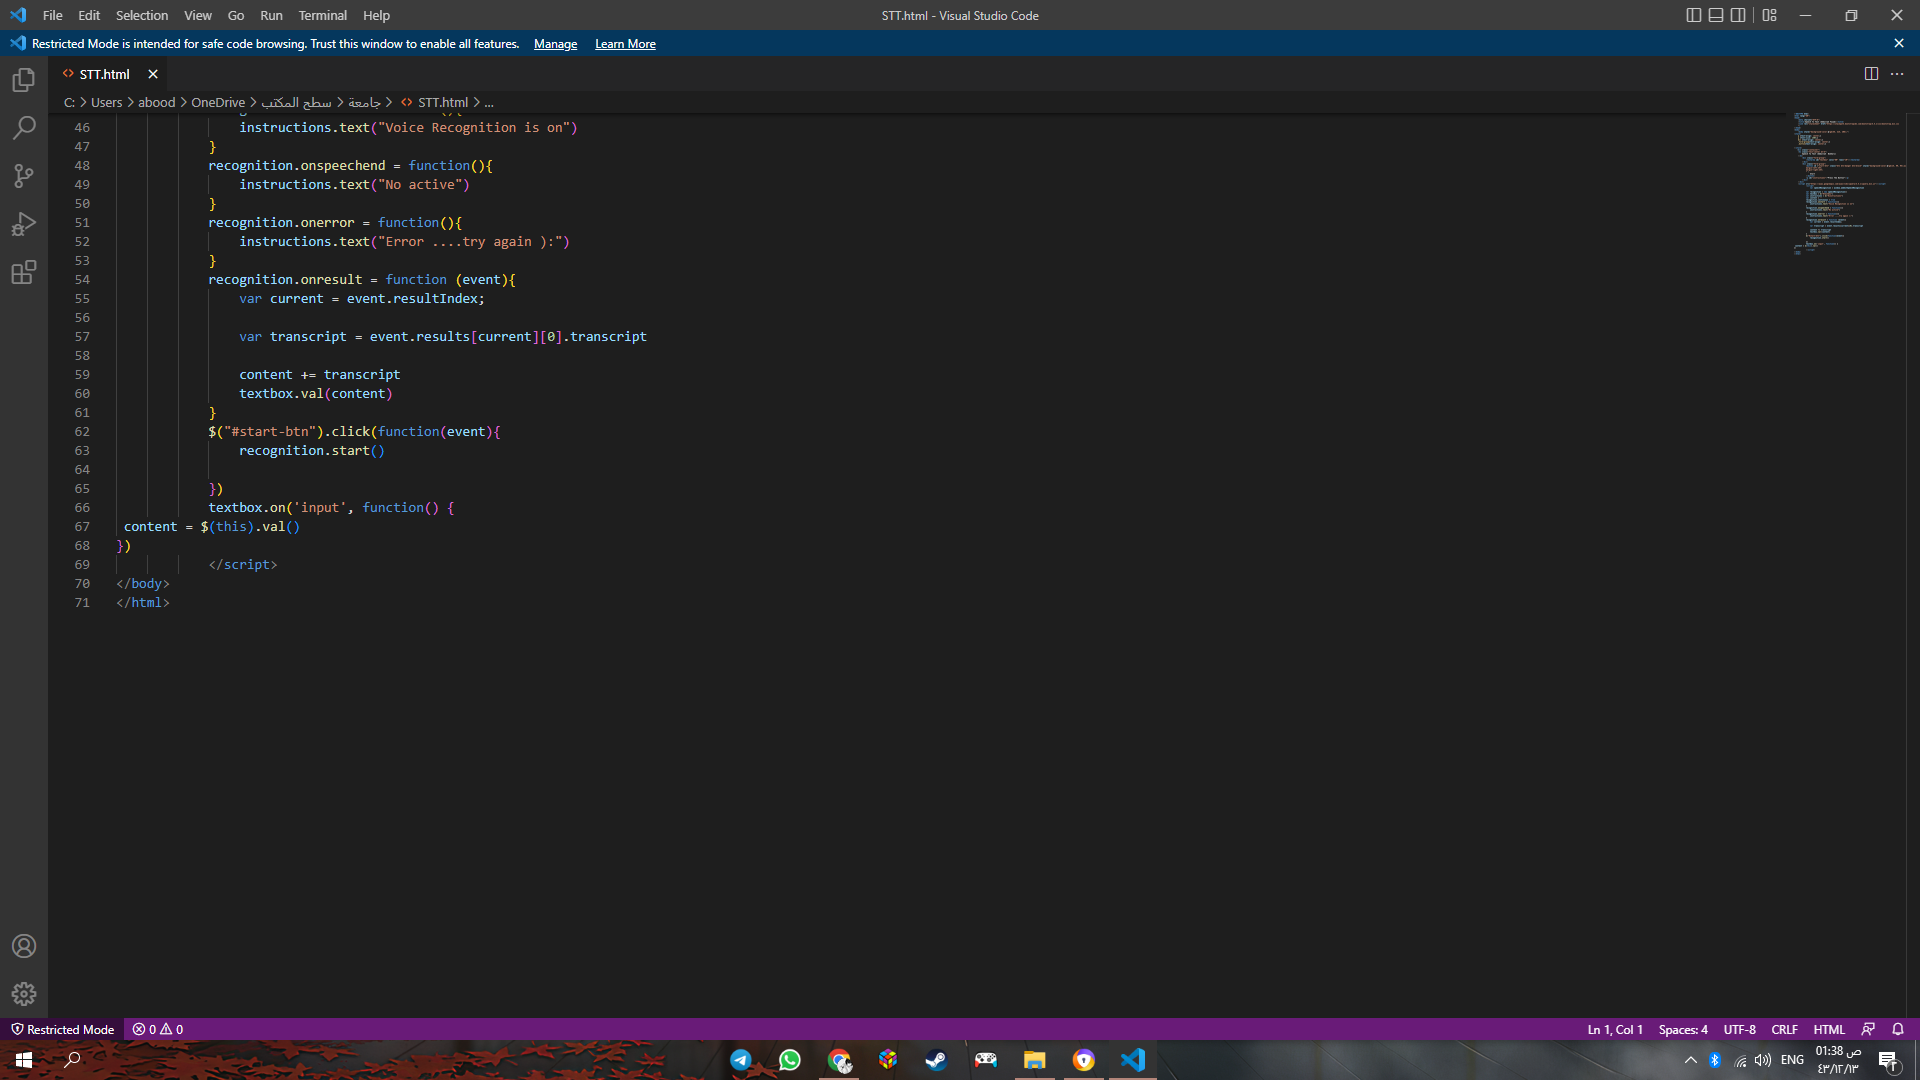 File Edit Selection View Go Run Terminal Help STT.html - Visual Studio Code
Restricted Mode is intended for safe code browsing. Trust this window to enable all features. Manage Learn More
STT.html
C: > Users > abood > OneDrive > سطح المكتب > جامعة > STT.html > ...
46 instructions.text("Voice Recognition is on")
47 }
48 recognition.onspeechend = function(){
49 instructions.text("No active")
50 }
51 recognition.onerror = function(){
52 instructions.text("Error ....try again ):")
53 }
54 recognition.onresult = function (event){
55 var current = event.resultIndex;
56
57 var transcript = event.results[current][0].transcript
58
59 content += transcript
60 textbox.val(content)
61 }
62 $("#start-btn").click(function(event){
63 recognition.start()
64
65 })
66 textbox.on('input', function() {
67 content = $(this).val()
68 })
69 </script>
70 </body>
71 </html>
Restricted Mode 0 0 Ln 1, Col 1 Spaces: 4 UTF-8 CRLF HTML
ENG 01:38 ص
٤٣/١٢/١٣